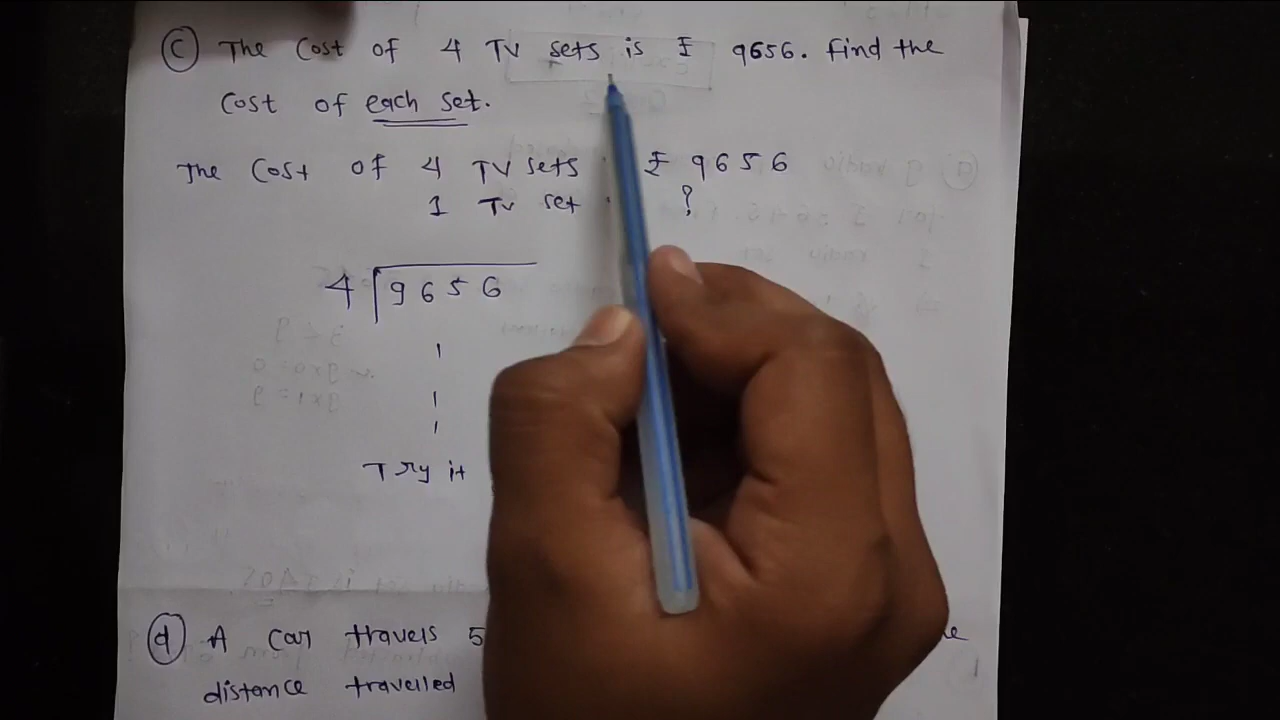 (c) The Cost of 4 TV sets is ₹ 9656. Find the
Cost of each set.
The Cost of 4 TV sets ₹ 9656
1 TV set ?
4 9656
Try it
(d) A Car travels 5
distance travelled